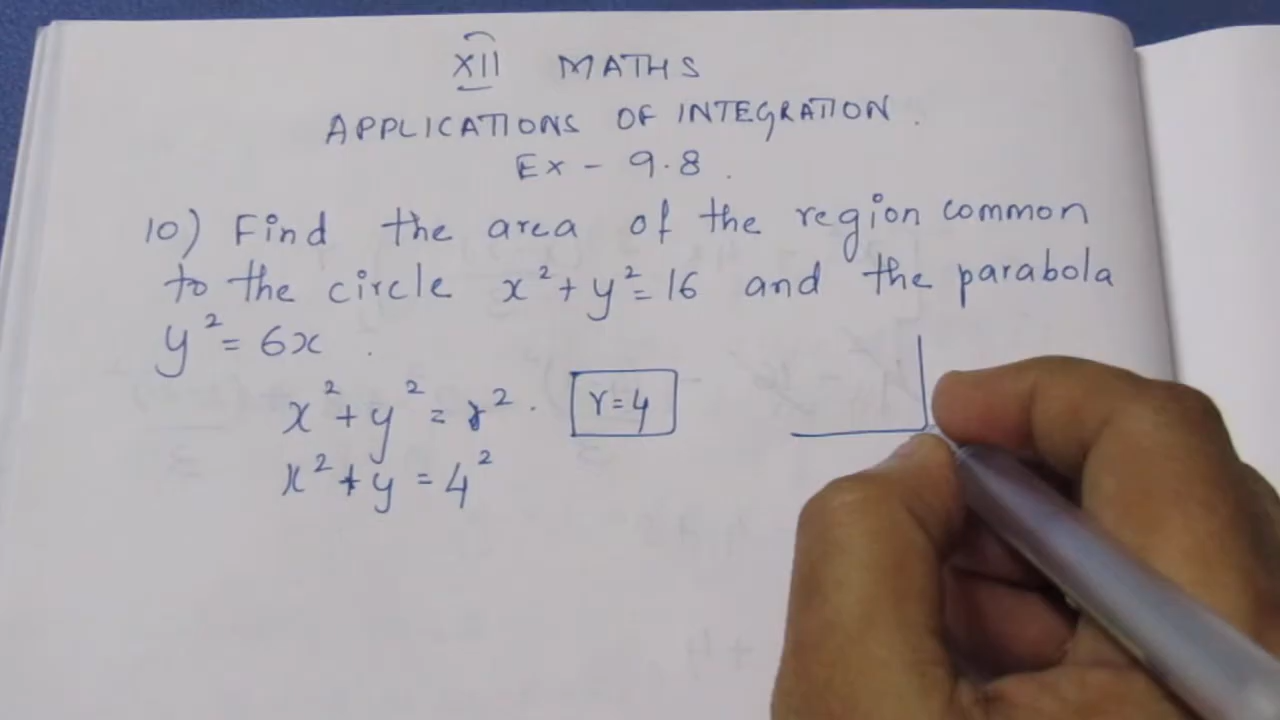 XII MATHS
APPLICATIONS OF INTEGRATION.
Ex - 9.8.
10) Find the area of the region common
to the circle x² + y² = 16 and the parabola
y² = 6x.
x² + y² = r². r = 4
x² + y = 4²